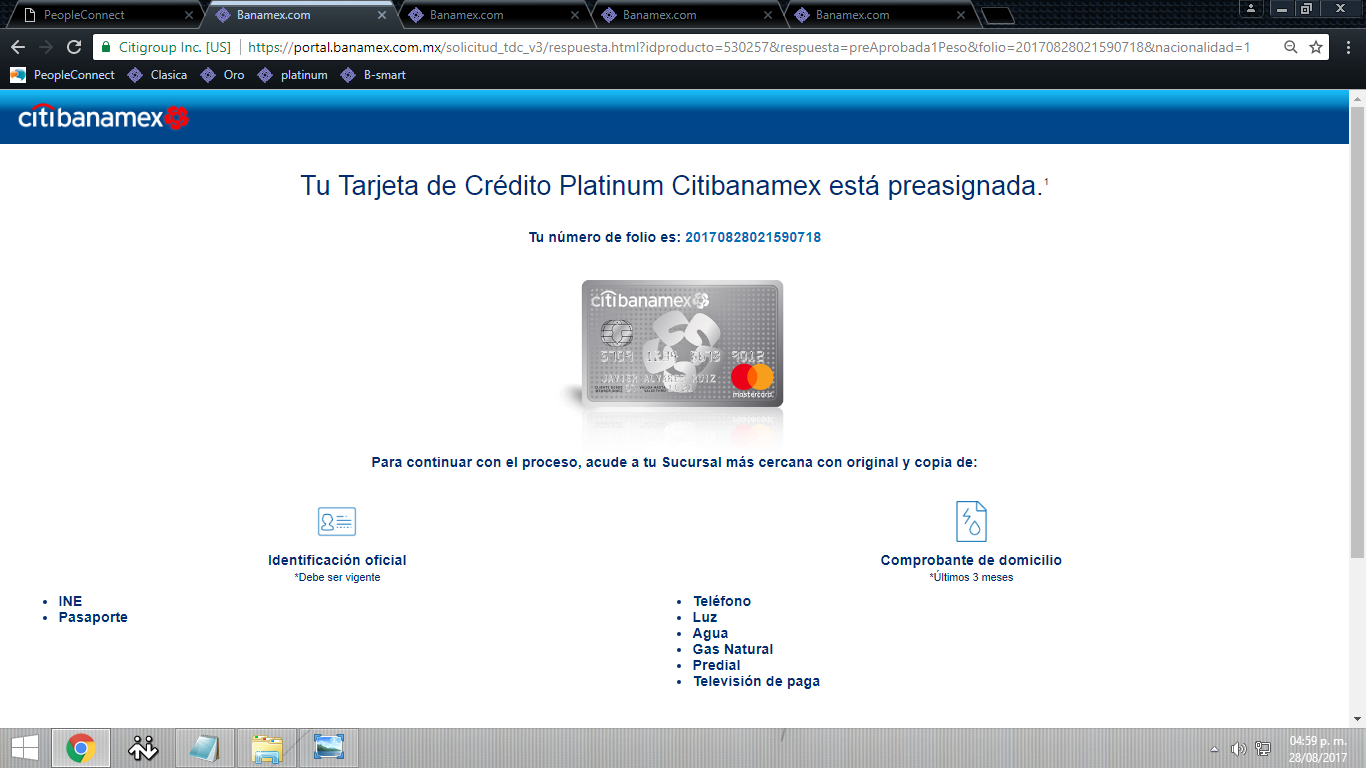 PeopleConnect
Banamex.com
Banamex.com
Banamex.com
Banamex.com
Citigroup Inc. [US]
https://portal.banamex.com.mx/solicitud_tdc_v3/respuesta.html?idproducto=530257&respuesta=preAprobada1Peso&folio=20170828021590718&nacionalidad=1
PeopleConnect
Clasica
Oro
platinum
B-smart
citibanamex
Tu Tarjeta de Crédito Platinum Citibanamex está preasignada.1
Tu número de folio es: 20170828021590718
citibanamex
JAVIER ALVAREZ RUIZ
mastercard
Para continuar con el proceso, acude a tu Sucursal más cercana con original y copia de:
Identificación oficial
*Debe ser vigente
• INE
• Pasaporte
Comprobante de domicilio
*Últimos 3 meses
• Teléfono
• Luz
• Agua
• Gas Natural
• Predial
• Televisión de paga
04:59 p. m.
28/08/2017